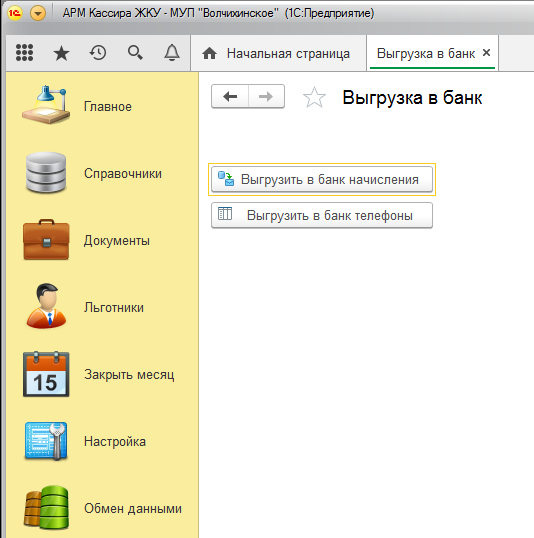 АРМ Кассира ЖКУ - МУП "Волчихинское" (1С:Предприятие)
Начальная страница
Выгрузка в банк
Главное
Справочники
Документы
Льготники
15
Закрыть месяц
Настройка
Обмен данными
Выгрузка в банк
Выгрузить в банк начисления
Выгрузить в банк телефоны